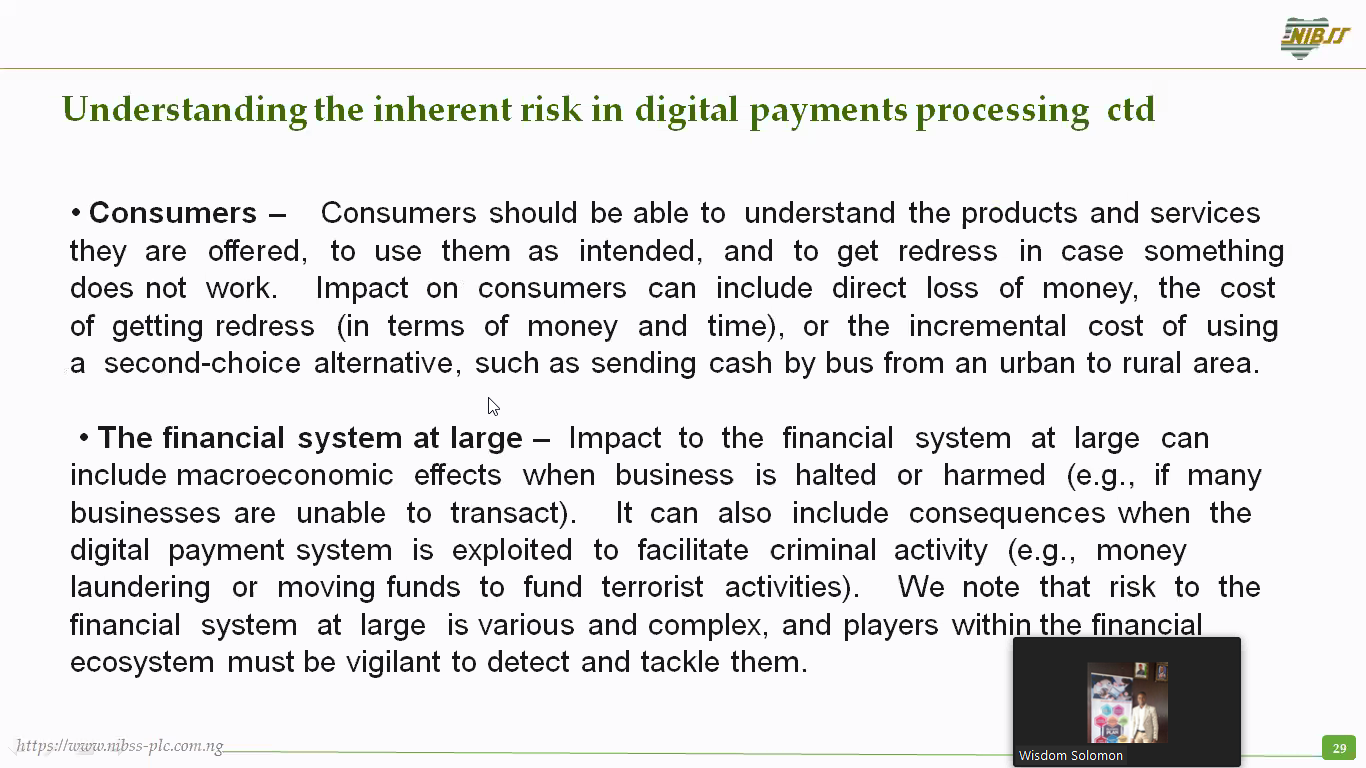 NIBSS
Understanding the inherent risk in digital payments processing ctd
• Consumers – Consumers should be able to understand the products and services
they are offered, to use them as intended, and to get redress in case something
does not work. Impact on consumers can include direct loss of money, the cost
of getting redress (in terms of money and time), or the incremental cost of using
a second-choice alternative, such as sending cash by bus from an urban to rural area.
• The financial system at large – Impact to the financial system at large can
include macroeconomic effects when business is halted or harmed (e.g., if many
businesses are unable to transact). It can also include consequences when the
digital payment system is exploited to facilitate criminal activity (e.g., money
laundering or moving funds to fund terrorist activities). We note that risk to the
financial system at large is various and complex, and players within the financial
ecosystem must be vigilant to detect and tackle them.
https://www.nibss-plc.com.ng
Wisdom Solomon
29